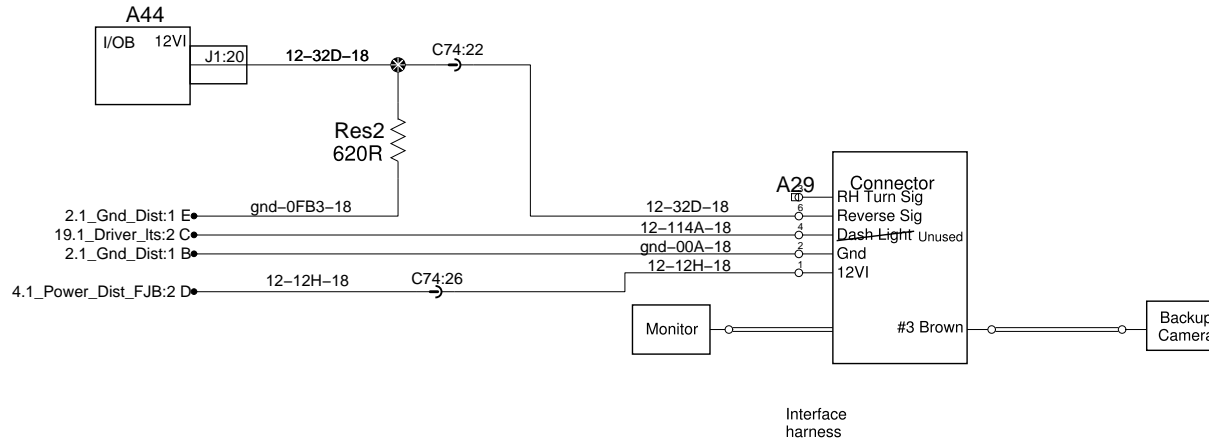 A44
I/OB 12VI
J1:20
12-32D-18
C74:22
Res2
620R
A29
Connector
RH Turn Sig
2.1_Gnd_Dist:1 E
gnd-0FB3-18
12-32D-18
6
Reverse Sig
19.1_Driver_lts:2 C
12-114A-18
4
Dash Light Unused
2.1_Gnd_Dist:1 B
gnd-00A-18
2
Gnd
12-12H-18
1
12VI
4.1_Power_Dist_FJB:2 D
12-12H-18
C74:26
Monitor
#3 Brown
Backup
Camera
Interface
harness